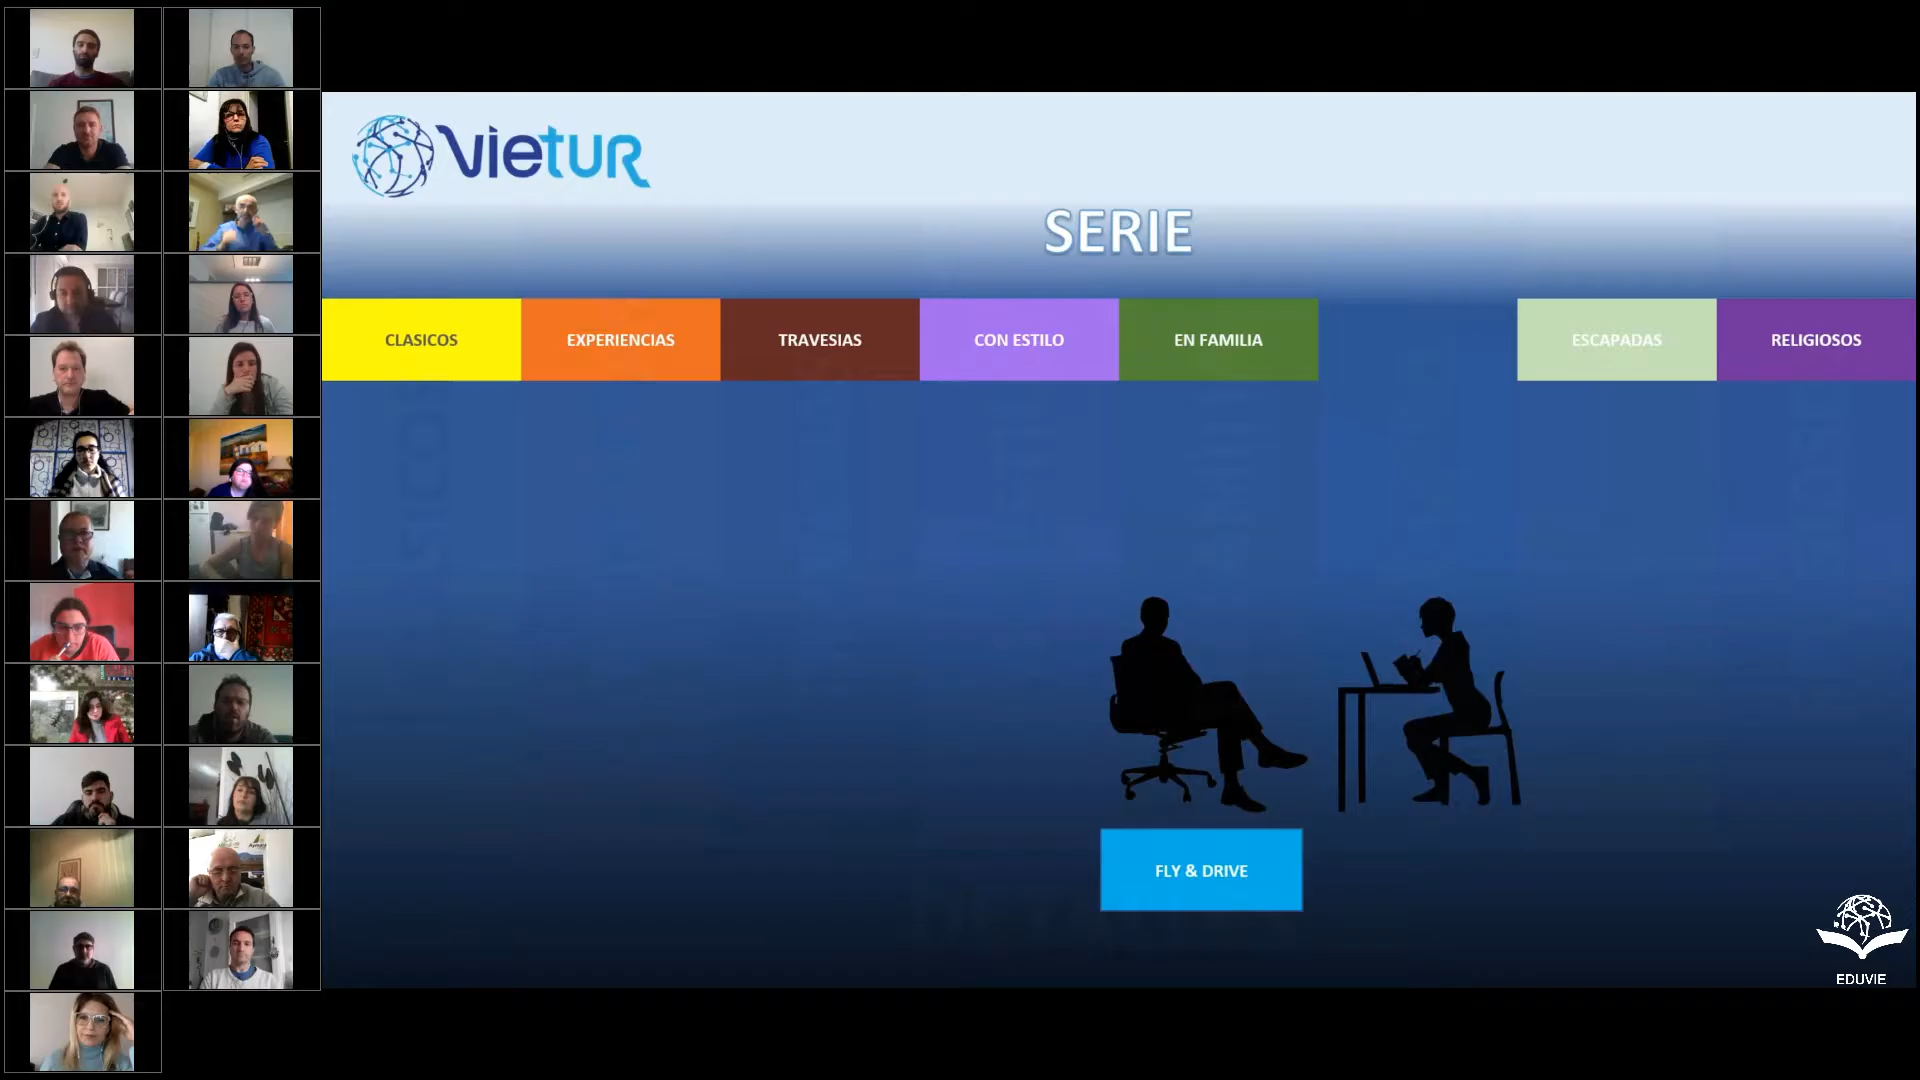 Vietur
SERIE
CLASICOS
EXPERIENCIAS
TRAVESIAS
CON ESTILO
EN FAMILIA
ESCAPADAS
RELIGIOSOS
FLY & DRIVE
EDUVIE